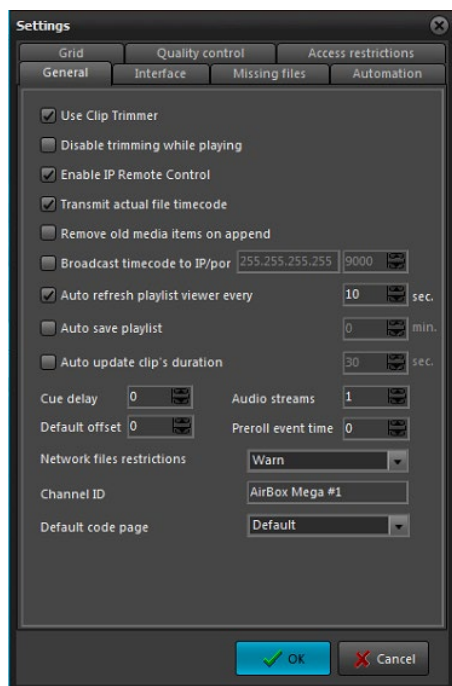 Settings
Grid Quality control Access restrictions
General Interface Missing files Automation
Use Clip Trimmer
Disable trimming while playing
Enable IP Remote Control
Transmit actual file timecode
Remove old media items on append
Broadcast timecode to IP/por 255.255.255.255 9000
Auto refresh playlist viewer every 10 sec.
Auto save playlist 0 min.
Auto update clip's duration 30 sec.
Cue delay 0 Audio streams 1
Default offset 0 Preroll event time 0
Network files restrictions Warn
Channel ID AirBox Mega #1
Default code page Default
OK Cancel